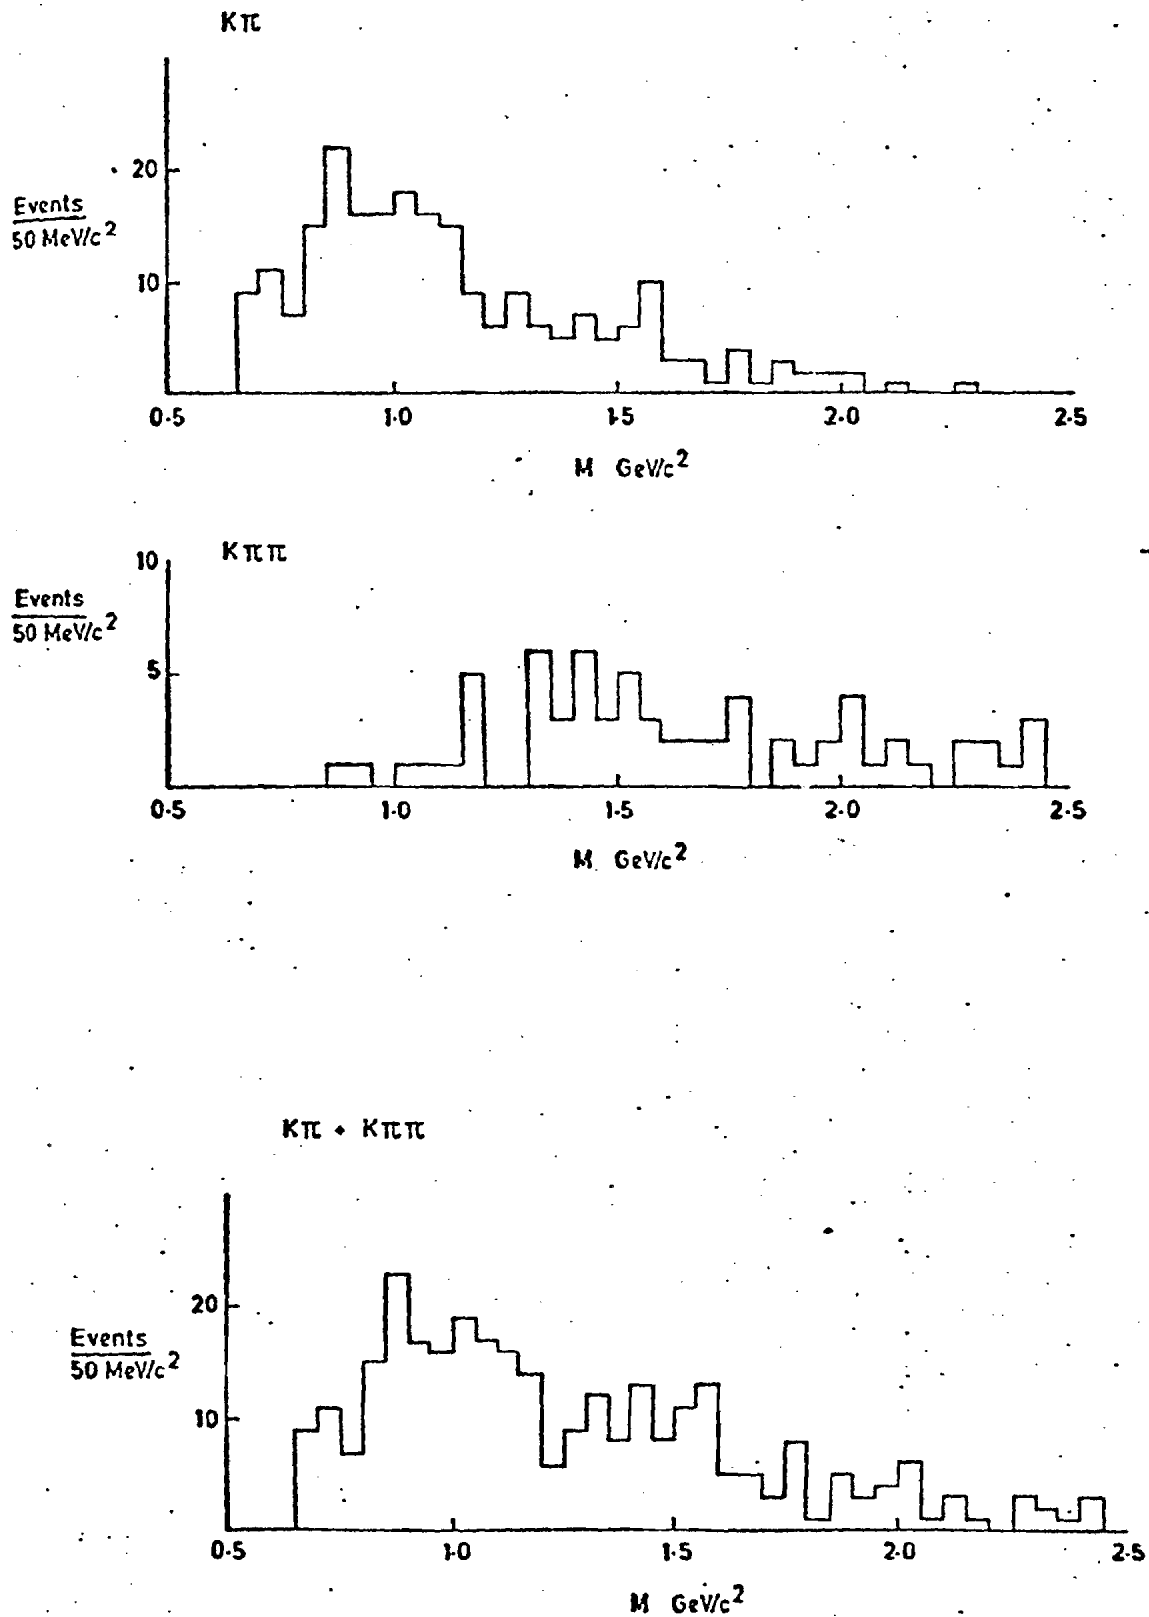 Kπ
20
Events
50 MeV/c²
10
0·5 1·0 1·5 2·0 2·5
M GeV/c²
Kππ
10
Events
50 MeV/c²
5
0·5 1·0 1·5 2·0 2·5
M GeV/c²
Kπ + Kππ
20
Events
50 MeV/c²
10
0·5 1·0 1·5 2·0 2·5
M GeV/c²